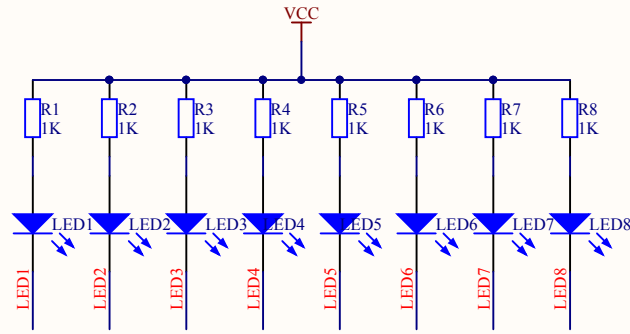 VCC
R1 R2 R3 R4 R5 R6 R7 R8
1K 1K 1K 1K 1K 1K 1K 1K
LED1 LED2 LED3 LED4 LED5 LED6 LED7 LED8
LED1 LED2 LED3 LED4 LED5 LED6 LED7 LED8